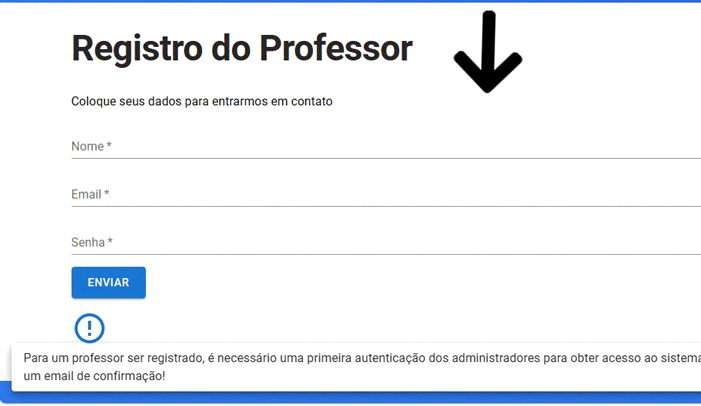 Registro do Professor
Coloque seus dados para entrarmos em contato
Nome *
Email *
Senha *
ENVIAR
Para um professor ser registrado, é necessário uma primeira autenticação dos administradores para obter acesso ao sistema
um email de confirmação!